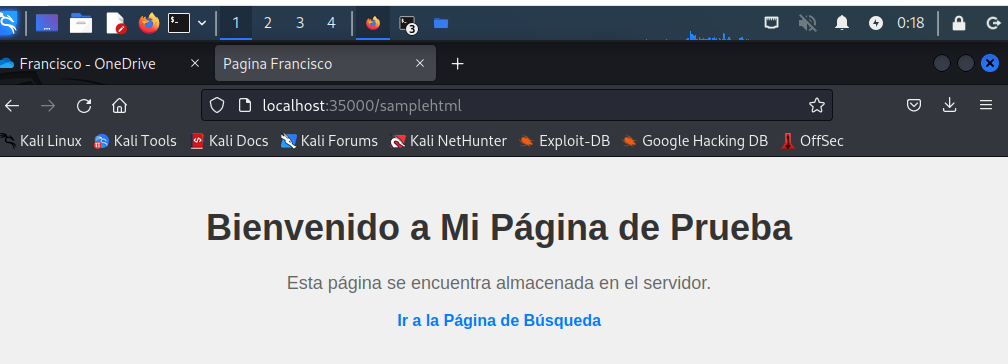 1 2 3 4 3 0:18
Francisco - OneDrive Pagina Francisco
localhost:35000/samplehtml
Kali Linux Kali Tools Kali Docs Kali Forums Kali NetHunter Exploit-DB Google Hacking DB OffSec
Bienvenido a Mi Página de Prueba
Esta página se encuentra almacenada en el servidor.
Ir a la Página de Búsqueda